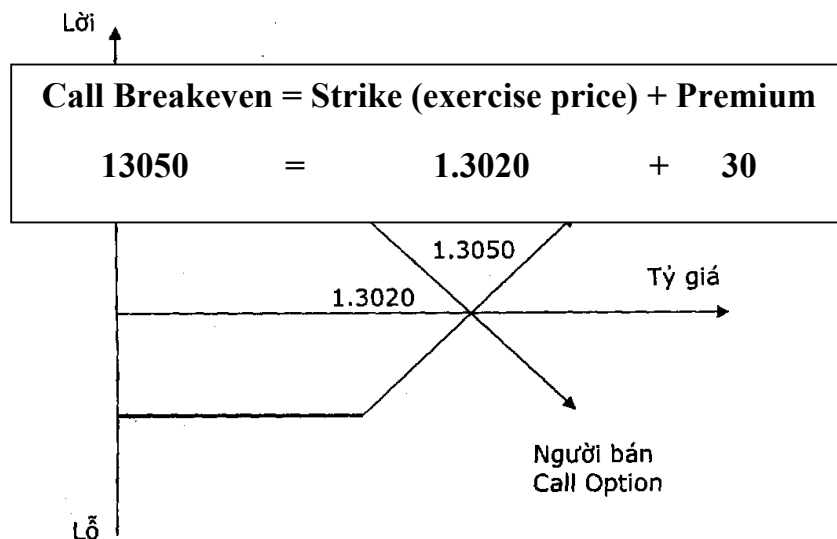 Lời
Call Breakeven = Strike (exercise price) + Premium
13050 = 1.3020 + 30
1.3050
Tỷ giá
1.3020
Người bán
Call Option
Lỗ